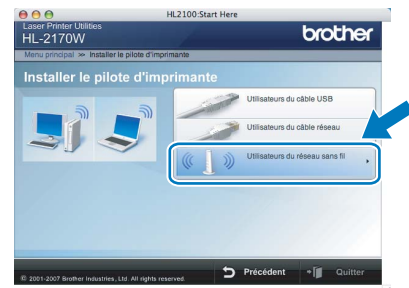 HL2100:Start Here
Laser Printer Utilities
HL-2170W
brother
Menu principal >> Installer le pilote d'imprimante
Installer le pilote d'imprimante
Utilisateurs du câble USB
Utilisateurs du câble réseau
Utilisateurs du réseau sans fil
© 2001-2007 Brother Industries, Ltd. All rights reserved.
Précédent
Quitter